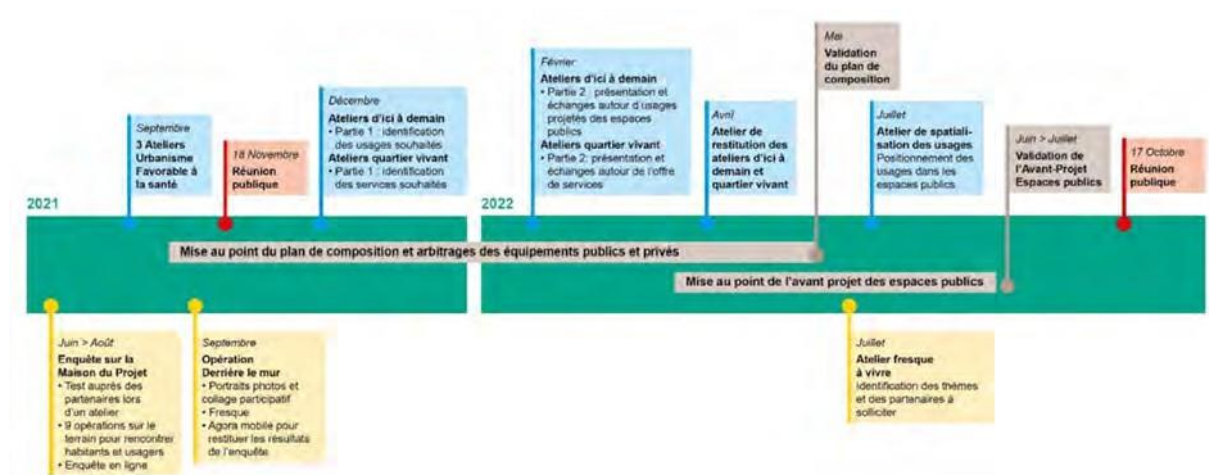 2021
Septembre
3 Ateliers
Urbanisme
Favorable à
la santé
18 Novembre
Réunion
publique
Décembre
Ateliers d'ici à demain
• Partie 1 : identification
des usages souhaités
Ateliers quartier vivant
• Partie 1 : identification
des services souhaités
2022
Février
Ateliers d'ici à demain
• Partie 2 : présentation et
échanges autour d'usages
projetés des espaces
publics
Ateliers quartier vivant
• Partie 2: présentation et
échanges autour de l'offre
de services
Avril
Atelier de
restitution des
ateliers d'ici à
demain et
quartier vivant
Mai
Validation
du plan de
composition
Juillet
Atelier de spatiali-
sation des usages
Positionnement des
usages dans les
espaces publics
Juin > Juillet
Validation de
l'Avant-Projet
Espaces publics
17 Octobre
Réunion
publique
Mise au point du plan de composition et arbitrages des équipements publics et privés
Mise au point de l'avant projet des espaces publics
Juin > Août
Enquête sur la
Maison du Projet
• Test auprès des
partenaires lors
d'un atelier
• 9 opérations sur le
terrain pour rencontrer
habitants et usagers
• Enquête en ligne
Septembre
Opération
Derrière le mur
• Portraits photos et
collage participatif
• Fresque
• Agora mobile pour
restituer les résultats
de l'enquête
Juillet
Atelier fresque
à vivre
Identification des thèmes
et des partenaires à
solliciter